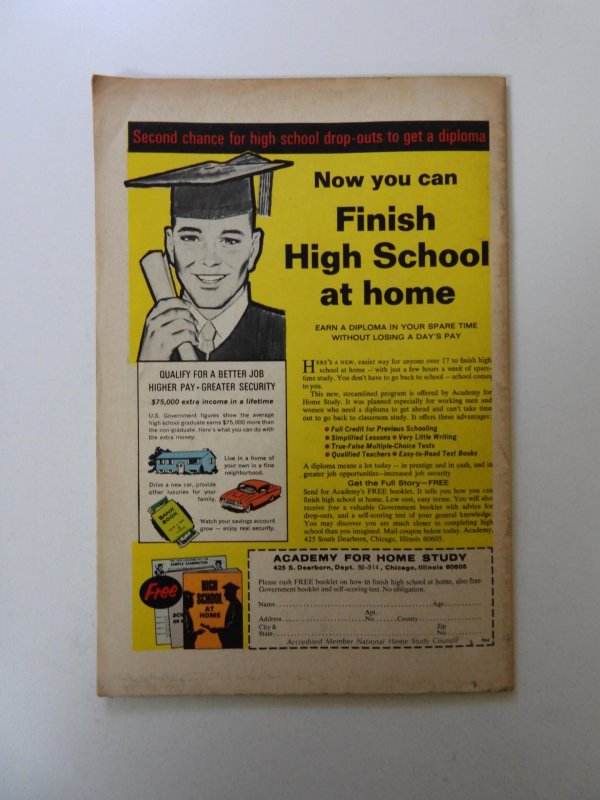 Second chance for high school drop-outs to get a diploma
Now you can
Finish
High School
at home
EARN A DIPLOMA IN YOUR SPARE TIME
WITHOUT LOSING A DAY'S PAY
QUALIFY FOR A BETTER JOB
HIGHER PAY • GREATER SECURITY
$75,000 extra income in a lifetime
U.S. Government figures show the average
high school graduate earns $75,000 more than
the non-graduate. Here's what you can do with
the extra money:
Live in a home of
your own in a fine
neighborhood.
Drive a new car, provide
other luxuries for your
family.
BANK
BOOK
Watch your savings account
grow — enjoy real security.
HERE'S A NEW, easier way for anyone over 17 to finish high
school at home — with just a few hours a week of spare-
time study. You don't have to go back to school — school comes
to you.
This new, streamlined program is offered by Academy for
Home Study. It was planned especially for working men and
women who need a diploma to get ahead and can't take time
out to go back to classroom study. It offers these advantages:
• Full Credit for Previous Schooling
• Simplified Lessons • Very Little Writing
• True-False Multiple-Choice Tests
• Qualified Teachers • Easy-to-Read Text Books
A diploma means a lot today — in prestige and in cash, and in
greater job opportunities—increased job security.
Get the Full Story—FREE
Send for Academy's FREE booklet. It tells you how you can
finish high school at home. Low cost, easy terms. You will also
receive free a valuable Government booklet with advice for
drop-outs, and a self-scoring test of your general knowledge.
You may discover you are much closer to completing high
school than you imagined. Mail coupon below today. Academy,
425 South Dearborn, Chicago, Illinois 60605.
SAMPLE EXAMINATION
Free
HIGH
SCHOOL
AT
HOME
ACADEMY FOR HOME STUDY
425 S. Dearborn, Dept. 90-814, Chicago, Illinois 60605
Please rush FREE booklet on how to finish high school at home, also free
Government booklet and self-scoring test. No obligation.
Name Age
Address Apt. No. County
City & State Zip No.
Accredited Member National Home Study Council